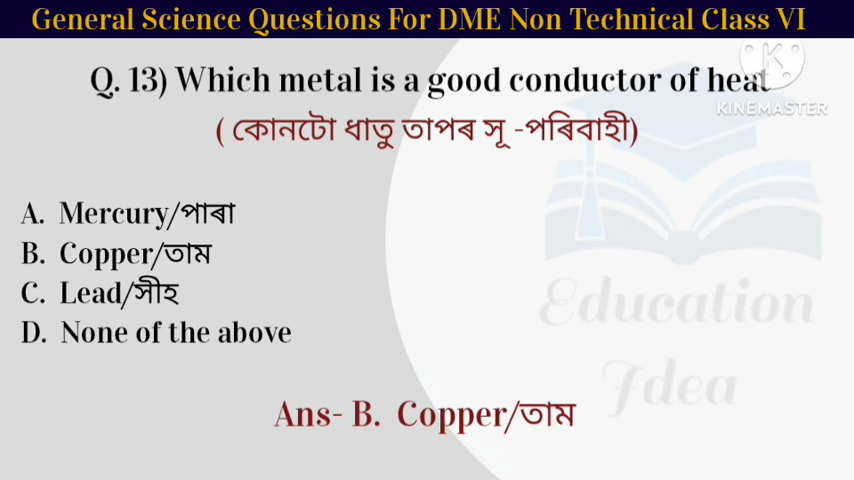 General Science Questions For DME Non Technical Class VI
Q. 13) Which metal is a good conductor of heat
KINEMASTER
( কোনটো ধাতু তাপৰ সূ -পৰিবাহী)
A. Mercury/পাৰা
B. Copper/তাম
C. Lead/সীহ
D. None of the above
Education
Idea
Ans- B. Copper/তাম